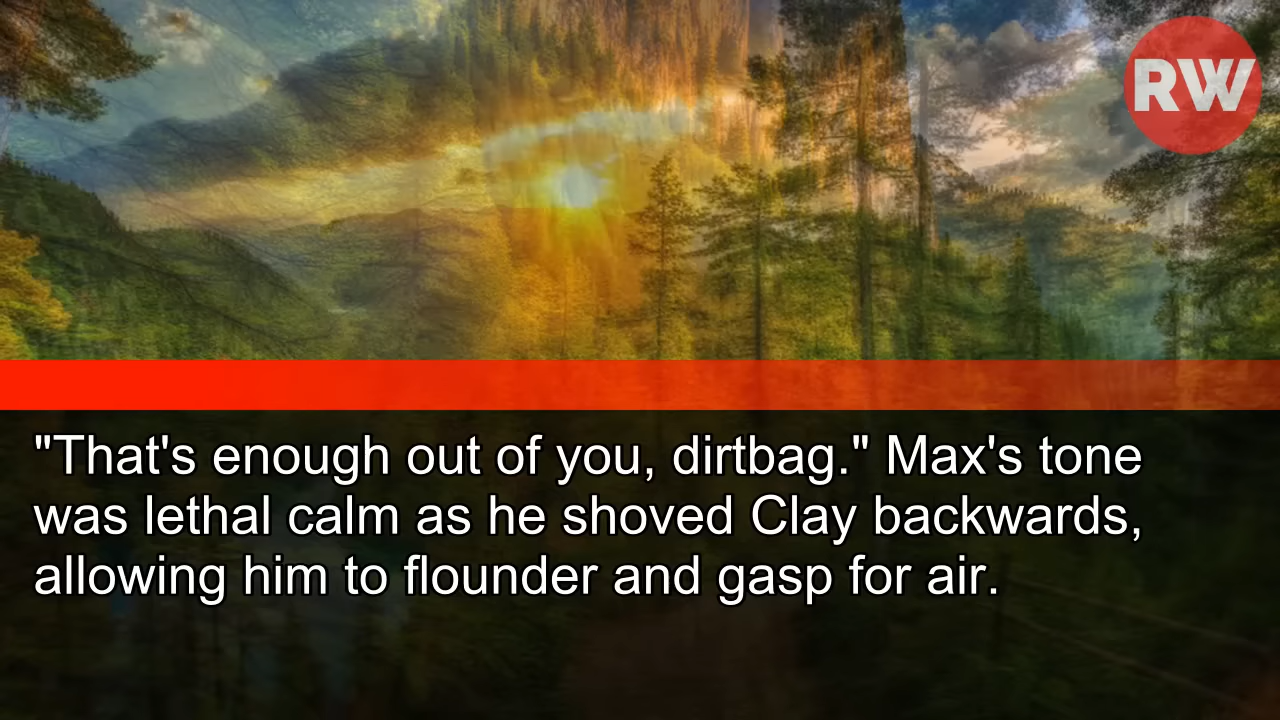 RW
"That's enough out of you, dirtbag." Max's tone
was lethal calm as he shoved Clay backwards,
allowing him to flounder and gasp for air.